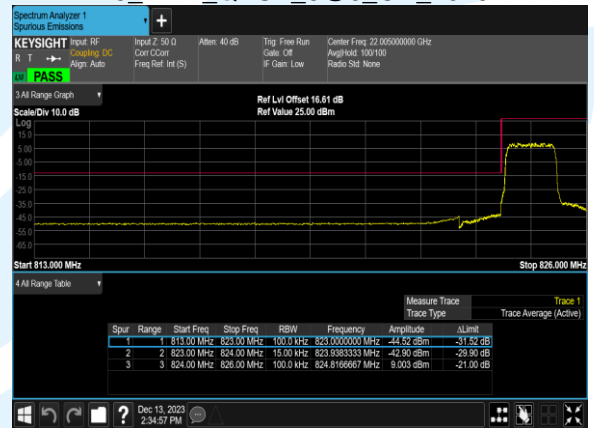 Spectrum Analyzer 1
Spurious Emissions
+
KEYSIGHT Input: RF Input Z: 50 Ω Atten: 40 dB Trig: Free Run Center Freq: 22.005000000 GHz
R T Coupling: DC Corr CCorr Gate: Off Avg|Hold: 100/100
Align: Auto Freq Ref: Int (S) IF Gain: Low Radio Std: None
PASS
3 All Range Graph
Ref Lvl Offset 16.61 dB
Scale/Div 10.0 dB Ref Value 25.00 dBm
Log
15.0
5.00
-5.00
-15.0
-25.0
-35.0
-45.0
-55.0
-65.0
Start 813.000 MHz Stop 826.000 MHz
4 All Range Table
Measure Trace Trace 1
Trace Type Trace Average (Active)
Spur Range Start Freq Stop Freq RBW Frequency Amplitude ΔLimit
1 1 813.00 MHz 823.00 MHz 100.0 kHz 823.0000000 MHz -44.52 dBm -31.52 dB
2 2 823.00 MHz 824.00 MHz 15.00 kHz 823.9383333 MHz -42.90 dBm -29.90 dB
3 3 824.00 MHz 826.00 MHz 100.0 kHz 824.8166667 MHz 9.003 dBm -21.00 dB
? Dec 13, 2023
2:34:57 PM